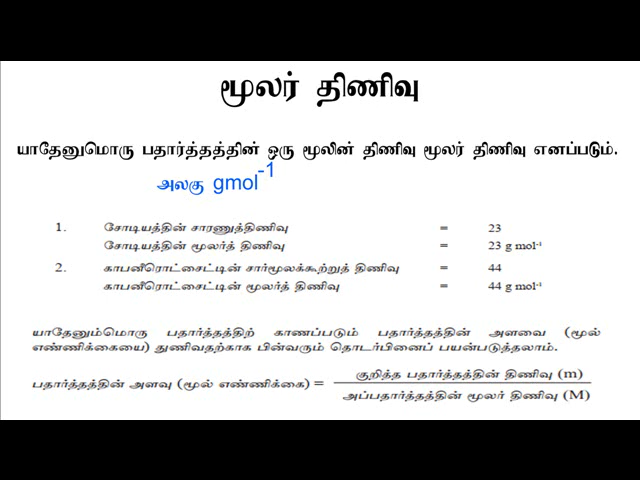 மூலர் திணிவு
யாதேனுமொரு பதார்த்தத்தின் ஒரு மூலின் திணிவு மூலர் திணிவு எனப்படும்.
அலகு gmol⁻¹
1. சோடியத்தின் சாரணுத்திணிவு = 23
சோடியத்தின் மூலர்த் திணிவு = 23 g mol⁻¹
2. காபனீரொட்சைட்டின் சார்மூலக்கூற்றுத் திணிவு = 44
காபனீரொட்சைட்டின் மூலர்த் திணிவு = 44 g mol⁻¹
யாதேனும்மொரு பதார்த்தத்திற் காணப்படும் பதார்த்தத்தின் அளவை (மூல்
எண்ணிக்கையை) துணிவதற்காக பின்வரும் தொடர்பினைப் பயன்படுத்தலாம்.
பதார்த்தத்தின் அளவு (மூல் எண்ணிக்கை) = குறித்த பதார்த்தத்தின் திணிவு (m)
அப்பதார்த்தத்தின் மூலர் திணிவு (M)